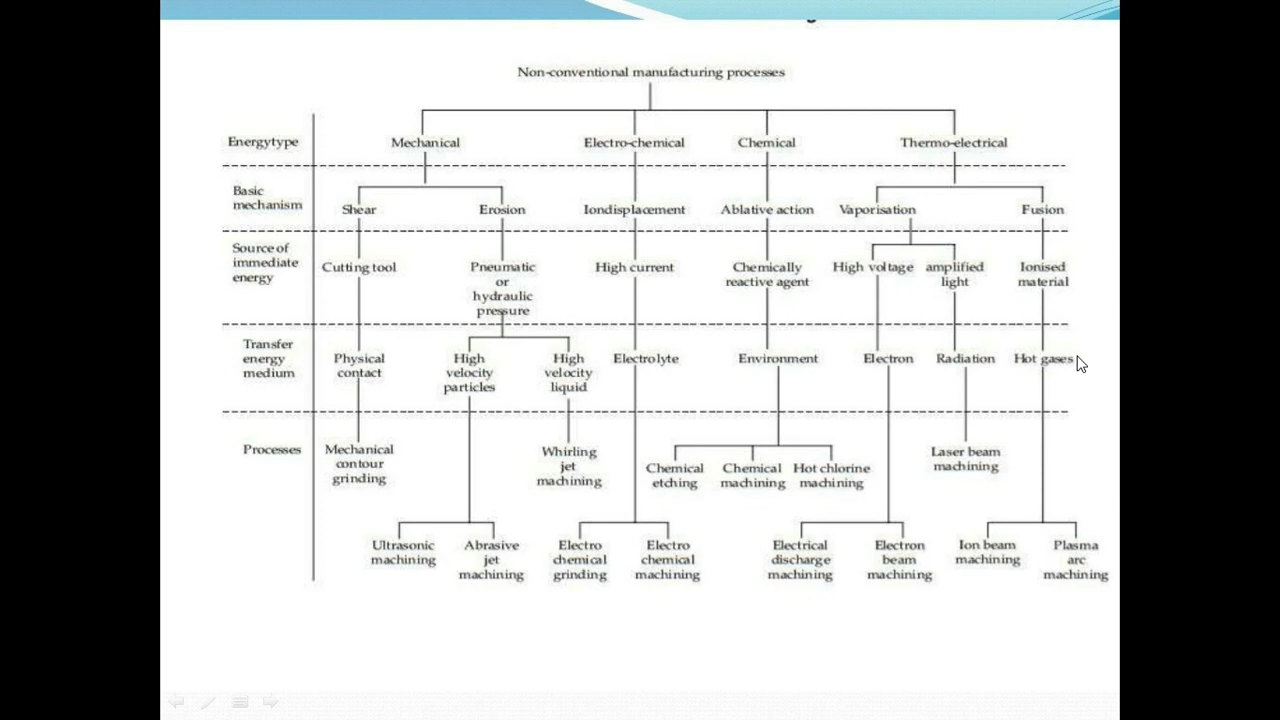 Non-conventional manufacturing processes
Energytype
Mechanical
Electro-chemical
Chemical
Thermo-electrical
Basic
mechanism
Shear
Erosion
Iondisplacement
Ablative action
Vaporisation
Fusion
Source of
immediate
energy
Cutting tool
Pneumatic
or
hydraulic
pressure
High current
Chemically
reactive agent
High voltage
amplified
light
Ionised
material
Transfer
energy
medium
Physical
contact
High
velocity
particles
High
velocity
liquid
Electrolyte
Environment
Electron
Radiation
Hot gases
Processes
Mechanical
contour
grinding
Whirling
jet
machining
Chemical
etching
Chemical
machining
Hot chlorine
machining
Laser beam
machining
Ultrasonic
machining
Abrasive
jet
machining
Electro
chemical
grinding
Electro
chemical
machining
Electrical
discharge
machining
Electron
beam
machining
Ion beam
machining
Plasma
arc
machining